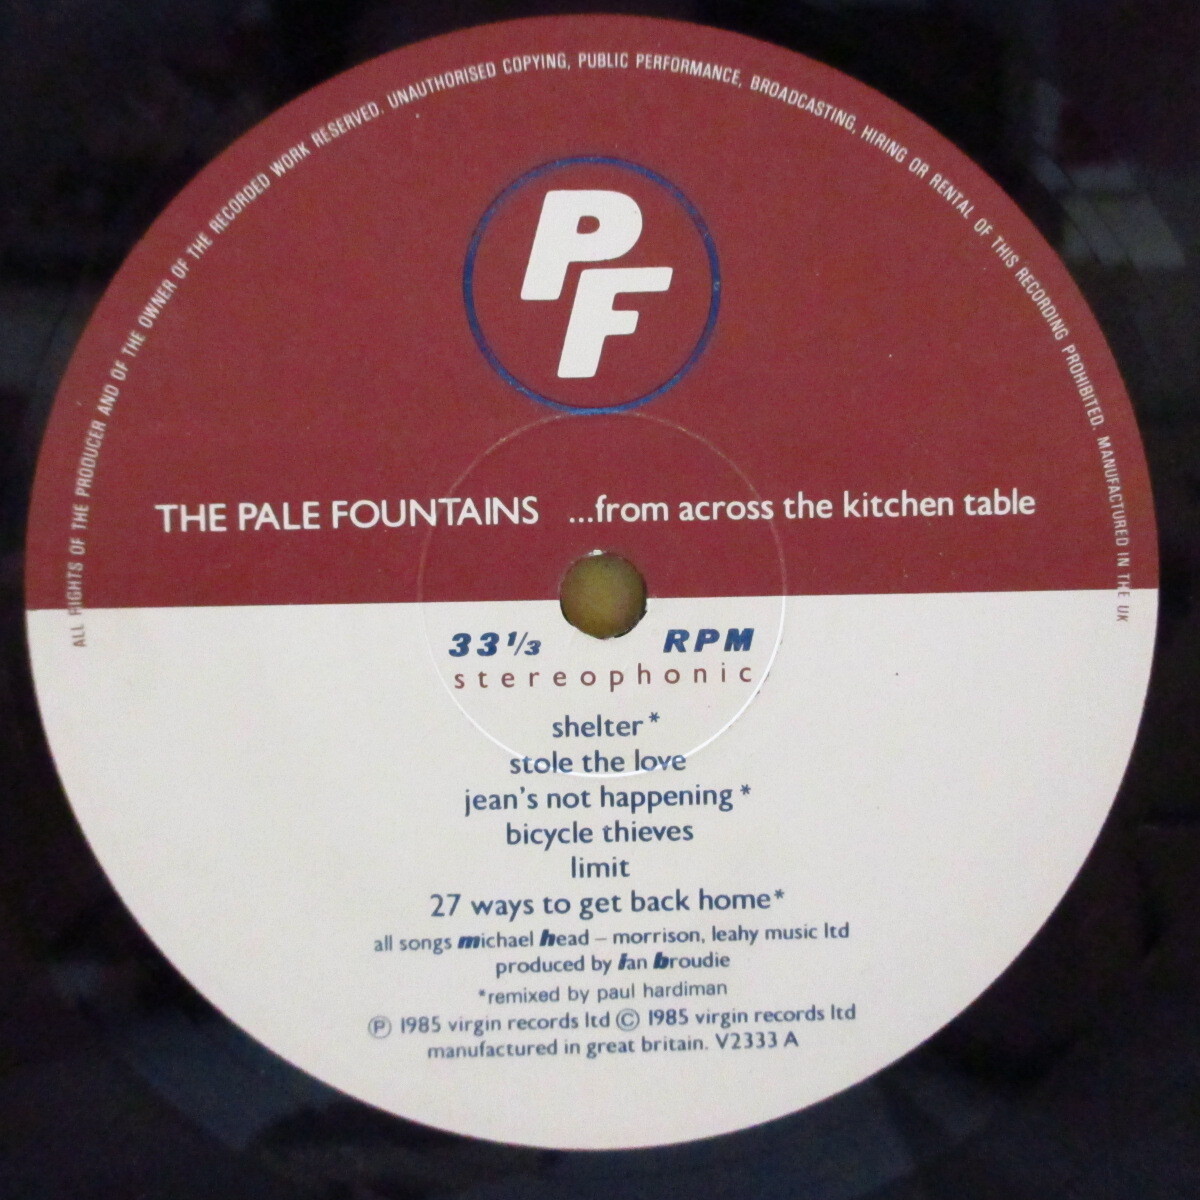 ALL RIGHTS OF THE PRODUCER AND OF THE OWNER OF THE RECORDED WORK RESERVED. UNAUTHORISED COPYING, PUBLIC PERFORMANCE, BROADCASTING, HIRING OR RENTAL OF THIS RECORDING PROHIBITED. MANUFACTURED IN THE UK
PF
THE PALE FOUNTAINS ...from across the kitchen table
33 1/3 RPM
stereophonic
shelter*
stole the love
jean's not happening*
bicycle thieves
limit
27 ways to get back home*
all songs michael head – morrison, leahy music ltd
produced by ian broudie
*remixed by paul hardiman
Ⓟ 1985 virgin records ltd © 1985 virgin records ltd
manufactured in great britain. V2333 A